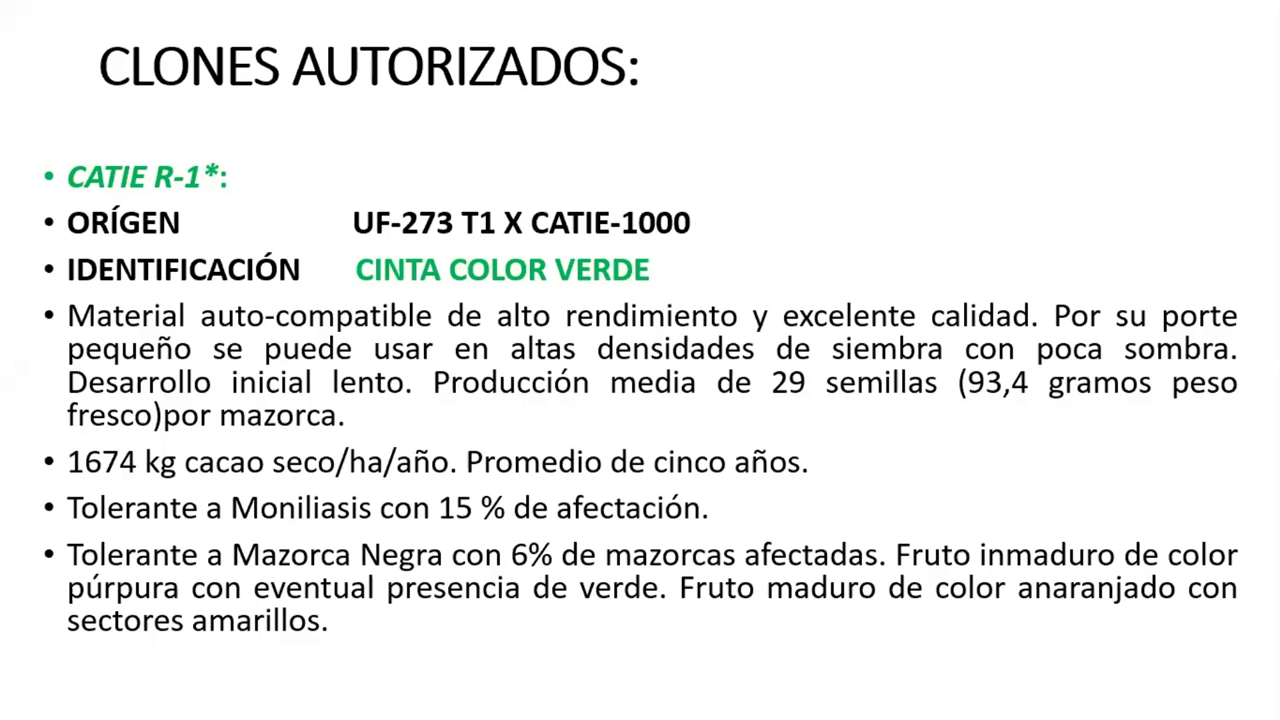 CLONES AUTORIZADOS:
• CATIE R-1*:
• ORÍGEN UF-273 T1 X CATIE-1000
• IDENTIFICACIÓN CINTA COLOR VERDE
• Material auto-compatible de alto rendimiento y excelente calidad. Por su porte
pequeño se puede usar en altas densidades de siembra con poca sombra.
Desarrollo inicial lento. Producción media de 29 semillas (93,4 gramos peso
fresco)por mazorca.
• 1674 kg cacao seco/ha/año. Promedio de cinco años.
• Tolerante a Moniliasis con 15 % de afectación.
• Tolerante a Mazorca Negra con 6% de mazorcas afectadas. Fruto inmaduro de color
púrpura con eventual presencia de verde. Fruto maduro de color anaranjado con
sectores amarillos.